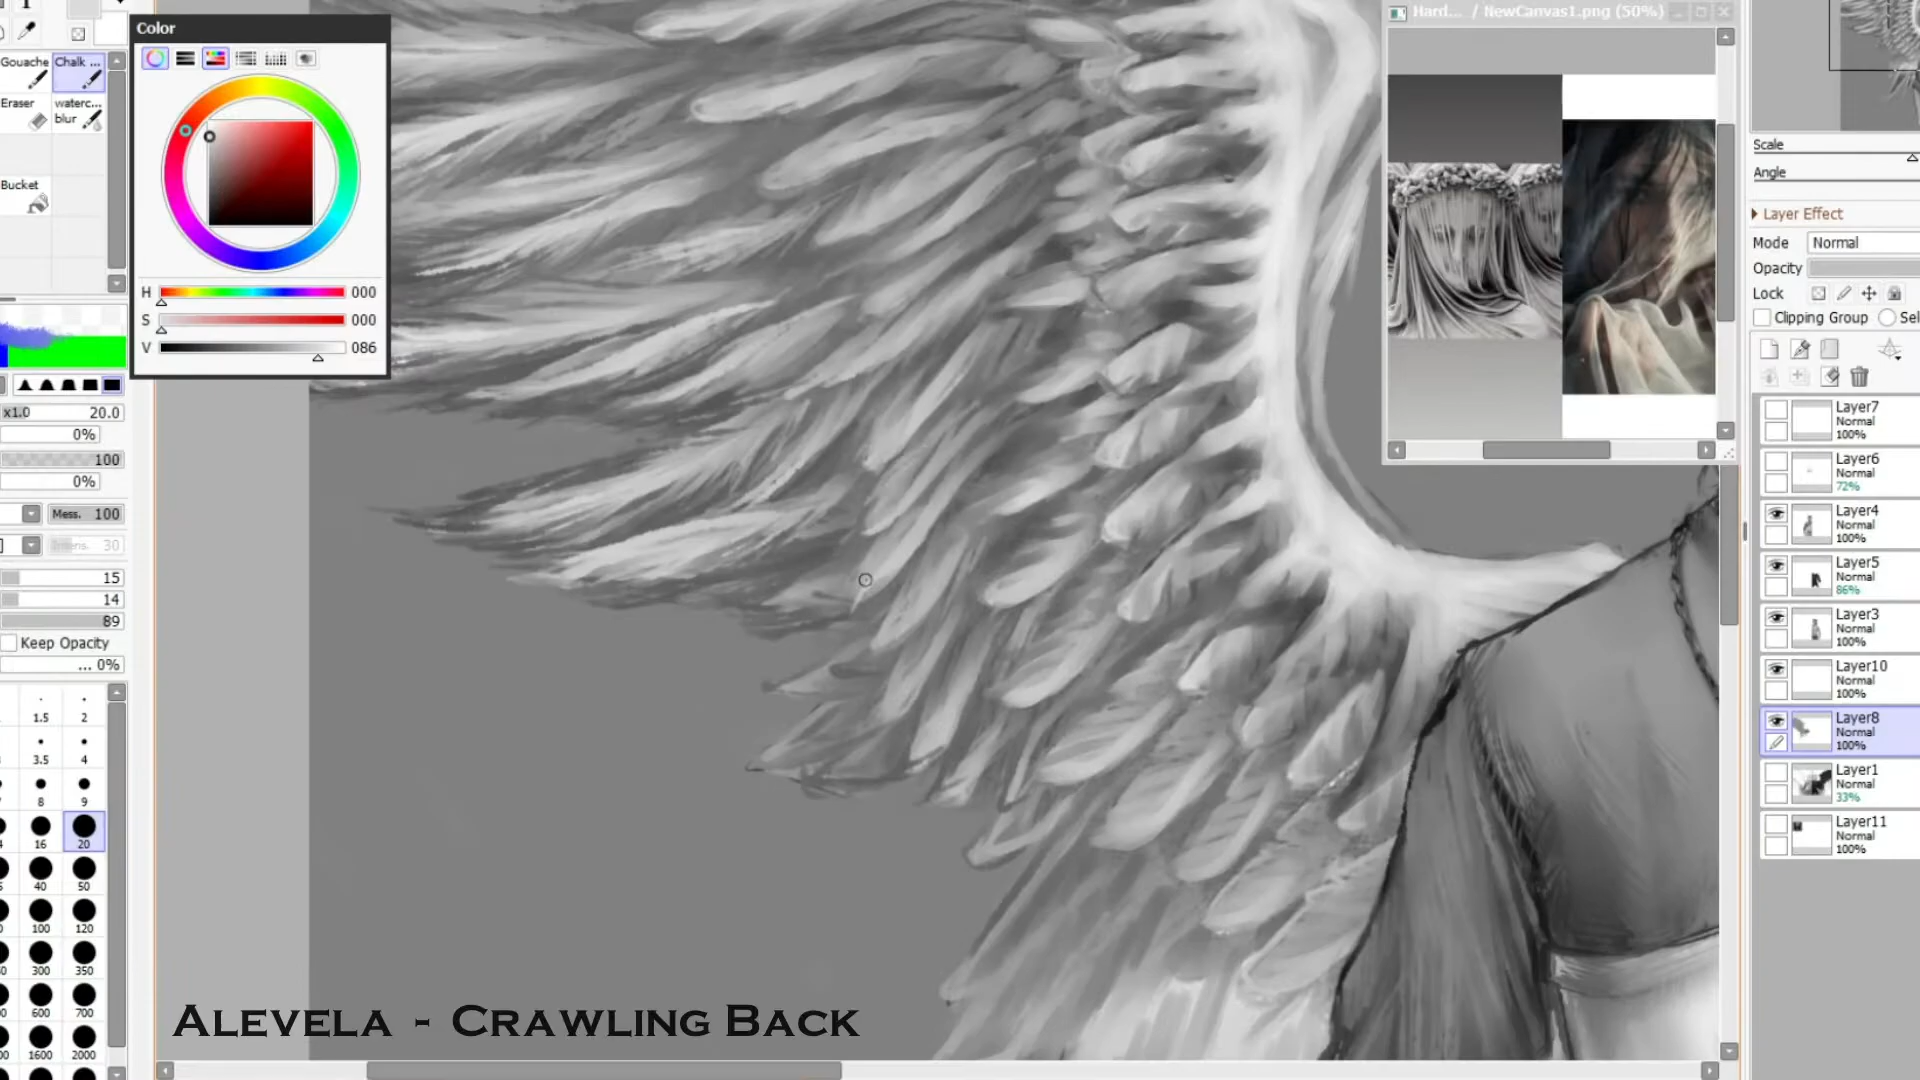 Color
H 000
S 000
V 086
Gouache
Chalk ...
Eraser
waterc...
blur
Bucket
x1.0 20.0
0%
100
0%
Mess. 100
30
15
14
89
Keep Opacity
... 0%
1.5 2
3.5 4
8 9
16 20
40 50
100 120
300 350
600 700
1600 2000
Hard... / NewCanvas1.png (50%)
Scale
Angle
Layer Effect
Mode Normal
Opacity
Lock
Clipping Group Sel
Layer7
Normal
100%
Layer6
Normal
72%
Layer4
Normal
100%
Layer5
Normal
86%
Layer3
Normal
100%
Layer10
Normal
100%
Layer8
Normal
100%
Layer1
Normal
33%
Layer11
Normal
100%
Alevela - Crawling Back